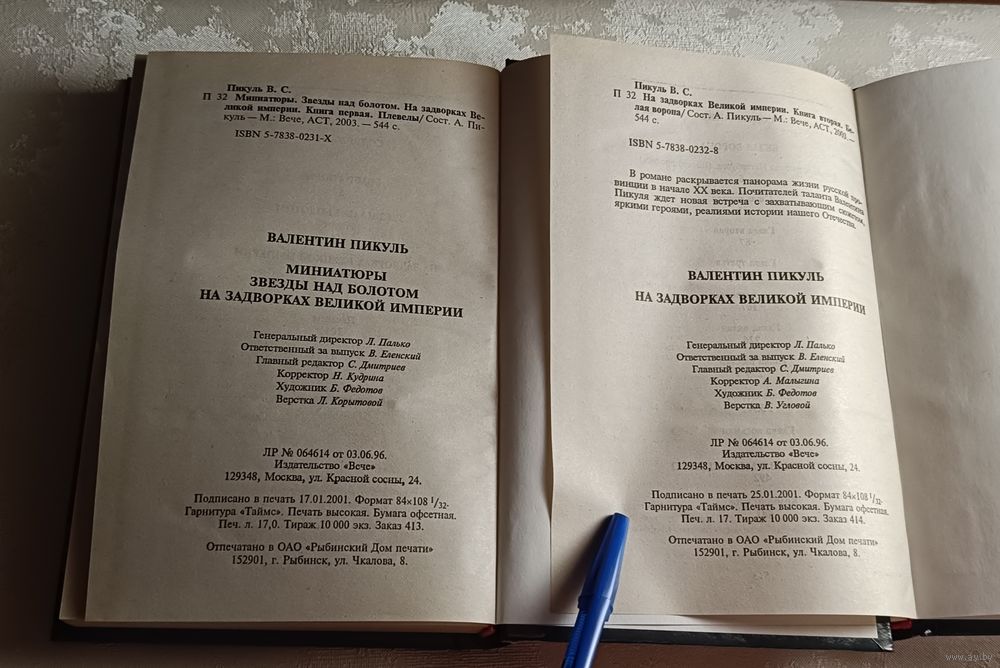 Пикуль В. С.
П 32 Миниатюры. Звезды над болотом. На задворках Ве-
ликой империи. Книга первая. Плевелы/ Сост. А. Пи-
куль — М.: Вече, АСТ, 2003. — 544 с.
ISBN 5-7838-0231-X
ВАЛЕНТИН ПИКУЛЬ
МИНИАТЮРЫ
ЗВЕЗДЫ НАД БОЛОТОМ
НА ЗАДВОРКАХ ВЕЛИКОЙ ИМПЕРИИ
Генеральный директор Л. Палько
Ответственный за выпуск В. Еленский
Главный редактор С. Дмитриев
Корректор Н. Кудрина
Художник Б. Федотов
Верстка Л. Корытовой
ЛР № 064614 от 03.06.96.
Издательство «Вече»
129348, Москва, ул. Красной сосны, 24.
Подписано в печать 17.01.2001. Формат 84×108 1/32.
Гарнитура «Таймс». Печать высокая. Бумага офсетная.
Печ. л. 17,0. Тираж 10 000 экз. Заказ 413.
Отпечатано в ОАО «Рыбинский Дом печати»
152901, г. Рыбинск, ул. Чкалова, 8.
Пикуль В. С.
П 32 На задворках Великой империи. Книга вторая. Бе-
лая ворона/ Сост. А. Пикуль — М.: Вече, АСТ, —
544 с.
ISBN 5-7838-0232-8
В романе раскрывается панорама жизни русской про-
винции в начале XX века. Почитателей таланта Валентина
Пикуля ждет новая встреча с захватывающим сюжетом,
яркими героями, реалиями истории нашего Отечества.
ВАЛЕНТИН ПИКУЛЬ
НА ЗАДВОРКАХ ВЕЛИКОЙ ИМПЕРИИ
Генеральный директор Л. Палько
Ответственный за выпуск В. Еленский
Главный редактор С. Дмитриев
Корректор А. Малыгина
Художник Б. Федотов
Верстка В. Угловой
ЛР № 064614 от 03.06.96.
Издательство «Вече»
129348, Москва, ул. Красной сосны, 24.
Подписано в печать 25.01.2001. Формат 84×108 1/32.
Гарнитура «Таймс». Печать высокая. Бумага офсетная.
Печ. л. 17. Тираж 10 000 экз. Заказ 414.
Отпечатано в ОАО «Рыбинский Дом печати»
152901, г. Рыбинск, ул. Чкалова, 8.
www.ay.by